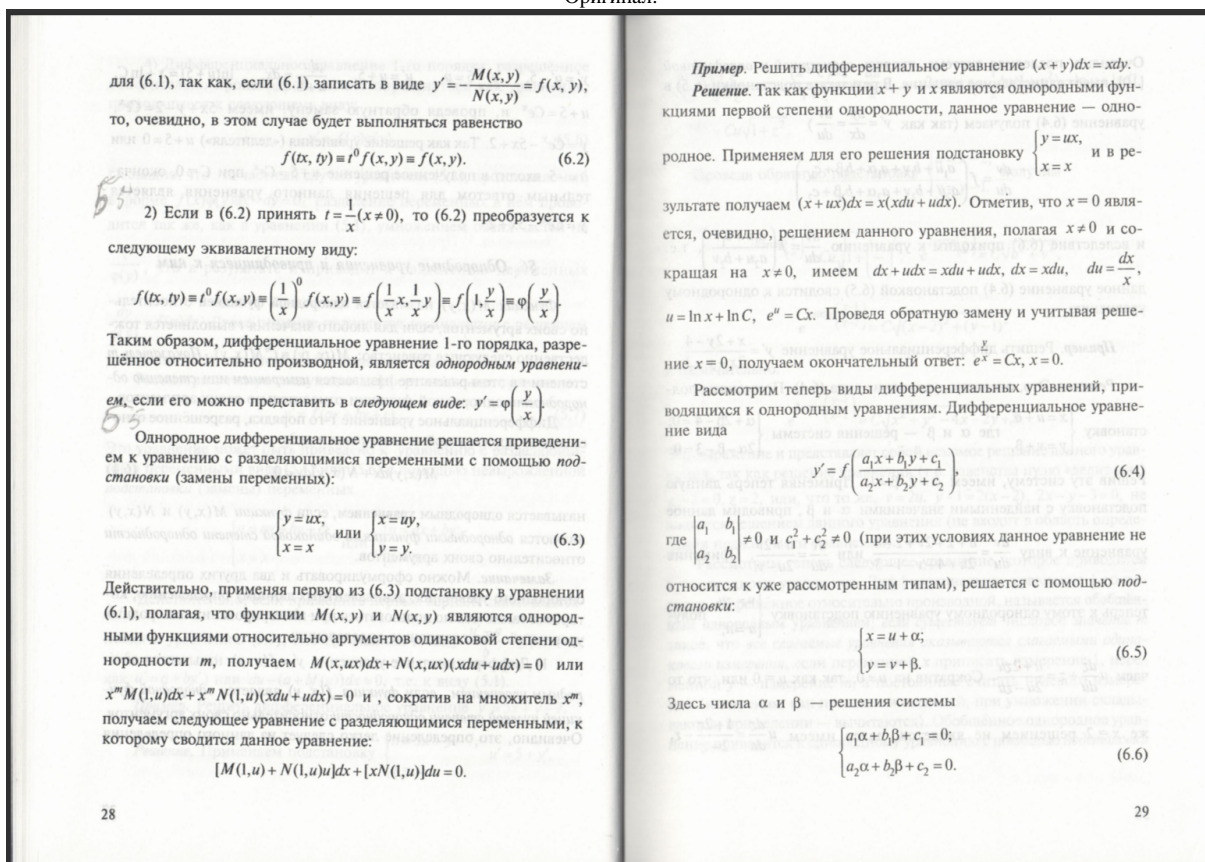 Оригинал:
для (6.1), так как, если (6.1) записать в виде y′ = −M(x, y)/N(x, y) = f(x, y),
то, очевидно, в этом случае будет выполняться равенство
f(tx, ty) ≡ t⁰ f(x, y) ≡ f(x, y). (6.2)
2) Если в (6.2) принять t = 1/x (x ≠ 0), то (6.2) преобразуется к
следующему эквивалентному виду:
f(tx, ty) ≡ t⁰ f(x, y) ≡ (1/x)⁰ f(x, y) ≡ f(1/x x, 1/x y) ≡ f(1, y/x) ≡ φ(y/x).
Таким образом, дифференциальное уравнение 1-го порядка, разре-
шённое относительно производной, является однородным уравнени-
ем, если его можно представить в следующем виде: y′ = φ(y/x).
Однородное дифференциальное уравнение решается приведени-
ем к уравнению с разделяющимися переменными с помощью под-
становки (замены переменных):
{y = ux, x = x или {x = uy, y = y. (6.3)
Действительно, применяя первую из (6.3) подстановку в уравнении
(6.1), полагая, что функции M(x, y) и N(x, y) являются однород-
ными функциями относительно аргументов одинаковой степени од-
нородности m, получаем M(x, ux)dx + N(x, ux)(xdu + udx) = 0 или
xᵐM(1, u)dx + xᵐN(1, u)(xdu + udx) = 0 и, сократив на множитель xᵐ,
получаем следующее уравнение с разделяющимися переменными, к
которому сводится данное уравнение:
[M(1, u) + N(1, u)u]dx + [xN(1, u)]du = 0.
28
Пример. Решить дифференциальное уравнение (x + y)dx = xdy.
Решение. Так как функции x + y и x являются однородными фун-
кциями первой степени однородности, данное уравнение — одно-
родное. Применяем для его решения подстановку {y = ux, x = x и в ре-
зультате получаем (x + ux)dx = x(xdu + udx). Отметив, что x = 0 явля-
ется, очевидно, решением данного уравнения, полагая x ≠ 0 и со-
кращая на x ≠ 0, имеем dx + udx = xdu + udx, dx = xdu, du = dx/x,
u = ln x + ln C, eᵘ = Cx. Проведя обратную замену и учитывая реше-
ние x = 0, получаем окончательный ответ: e^(y/x) = Cx, x = 0.
Рассмотрим теперь виды дифференциальных уравнений, при-
водящихся к однородным уравнениям. Дифференциальное уравне-
ние вида
y′ = f((a₁x + b₁y + c₁)/(a₂x + b₂y + c₂)), (6.4)
где |a₁ b₁; a₂ b₂| ≠ 0 и c₁² + c₂² ≠ 0 (при этих условиях данное уравнение не
относится к уже рассмотренным типам), решается с помощью под-
становки:
{x = u + α; y = v + β. (6.5)
Здесь числа α и β — решения системы
{a₁α + b₁β + c₁ = 0; a₂α + b₂β + c₂ = 0. (6.6)
29